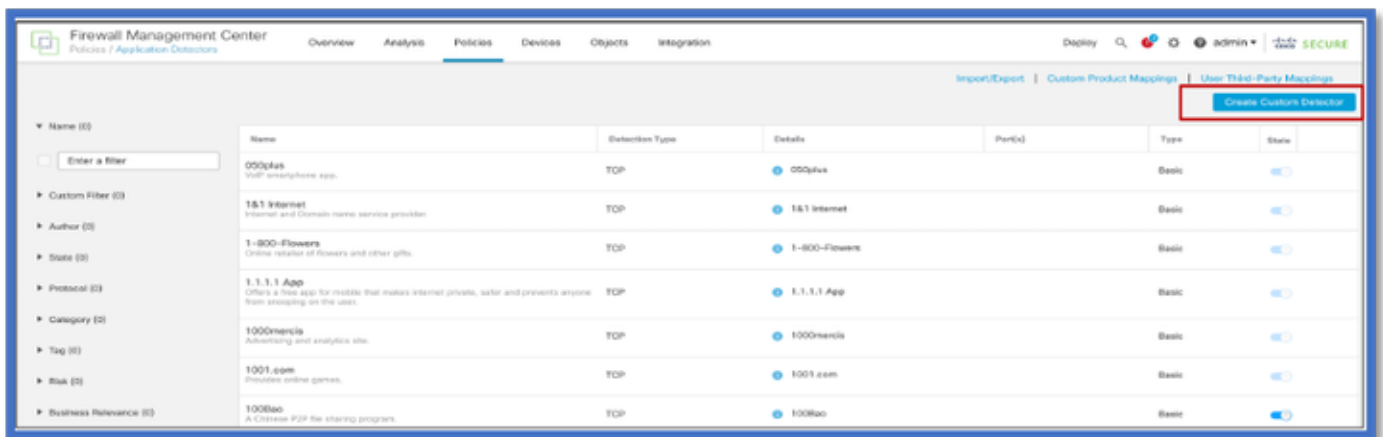 Firewall Management Center
Policies / Application Detectors
Overview Analysis Policies Devices Objects Integration
Deploy admin SECURE
Import/Export | Custom Product Mappings | User Third-Party Mappings
Create Custom Detector
Name (0)
Enter a filter
Custom Filter (0)
Author (0)
State (0)
Protocol (0)
Category (0)
Tag (0)
Risk (0)
Business Relevance (0)
Name Detection Type Details Port(s) Type State
050plus TCP 050plus Basic
VoIP smartphone app.
1&1 Internet TCP 1&1 Internet Basic
Internet and Domain name service provider
1-800-Flowers TCP 1-800-Flowers Basic
Online retailer of flowers and other gifts.
1.1.1.1 App TCP 1.1.1.1 App Basic
Offers a free app for mobile that makes internet private, safer and prevents anyone
from snooping on the user.
1000mercis TCP 1000mercis Basic
Advertising and analytics site.
1001.com TCP 1001.com Basic
Provides online games.
100Bao TCP 100Bao Basic
A Chinese P2P file sharing program.